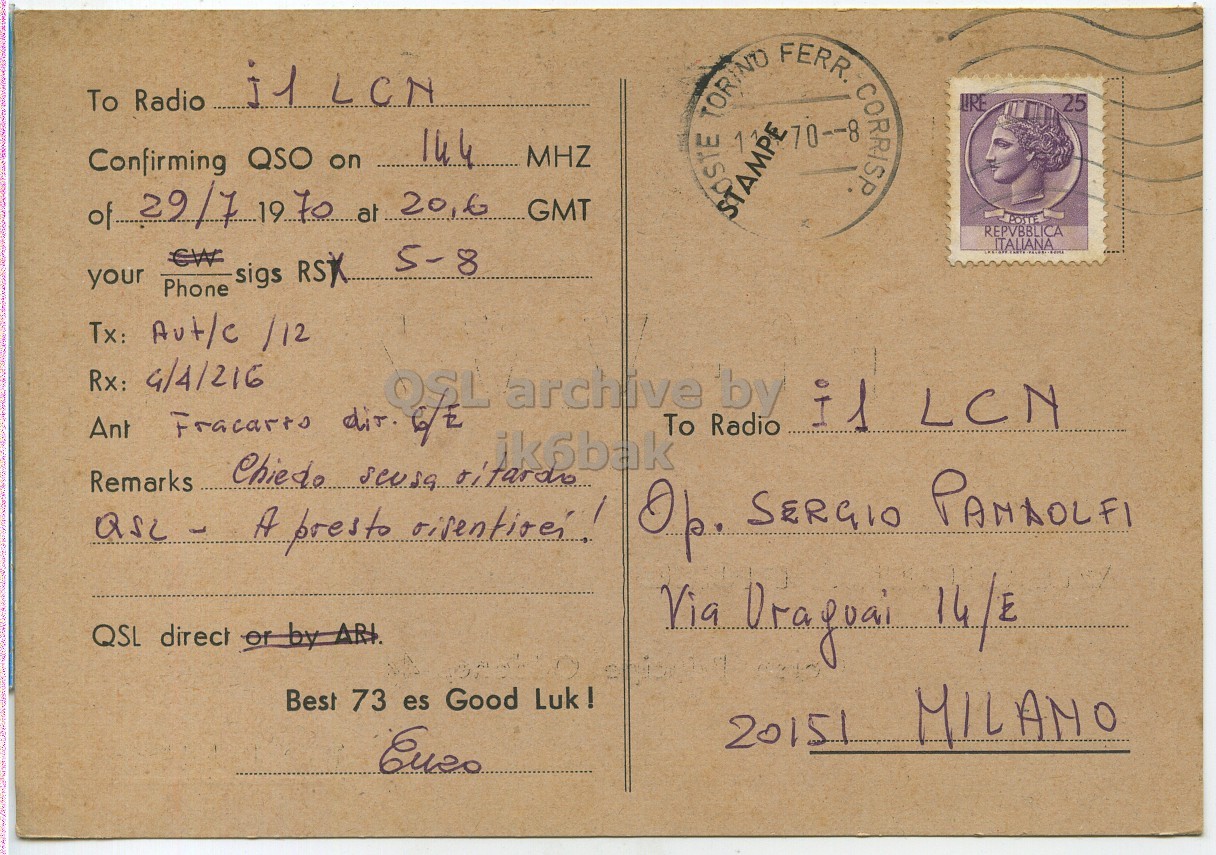 To Radio i1 LCN
Confirming QSO on 144 MHZ
of 29/7 1970 at 20,6 GMT
your CW sigs RST 5-8
Phone
Tx: Aut/c /12
Rx: G/4/216
Ant Fracarro dir. 6/E
Remarks Chiedo scusa ritardo
QSL - A presto risentirci!
QSL direct or by ARI.
Best 73 es Good Luk!
Enzo
POSTE TORINO FERR. CORRISP.
70--8
STAMPE
LIRE 25
POSTE
REPVBBLICA
ITALIANA
QSL archive by
ik6bak
To Radio i1 LCN
Op. SERGIO PANDOLFI
Via Uraguai 14/E
20151 MILANO